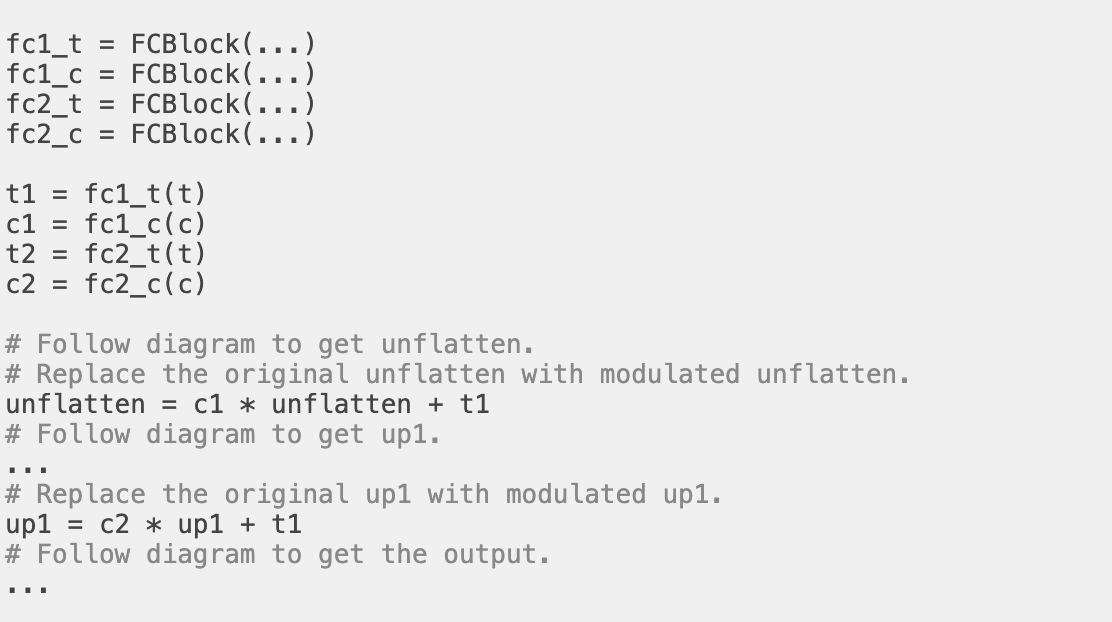 fc1_t = FCBlock(...)
fc1_c = FCBlock(...)
fc2_t = FCBlock(...)
fc2_c = FCBlock(...)
t1 = fc1_t(t)
c1 = fc1_c(c)
t2 = fc2_t(t)
c2 = fc2_c(c)
# Follow diagram to get unflatten.
# Replace the original unflatten with modulated unflatten.
unflatten = c1 * unflatten + t1
# Follow diagram to get up1.
...
# Replace the original up1 with modulated up1.
up1 = c2 * up1 + t1
# Follow diagram to get the output.
...